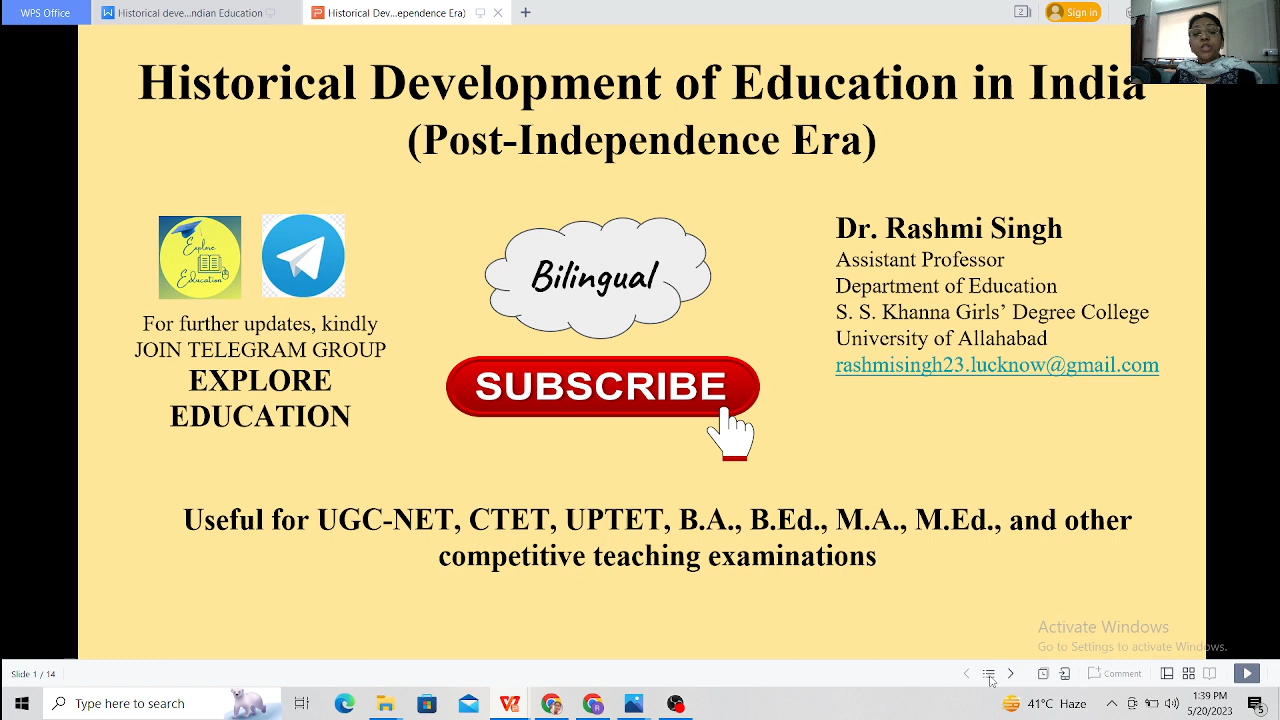 WPS Office
Historical deve...ndian Education
Historical Dev...ependence Era)
2
Sign in
Historical Development of Education in India
(Post-Independence Era)
Explore
Education
For further updates, kindly
JOIN TELEGRAM GROUP
EXPLORE
EDUCATION
Bilingual
SUBSCRIBE
Dr. Rashmi Singh
Assistant Professor
Department of Education
S. S. Khanna Girls’ Degree College
University of Allahabad
rashmisingh23.lucknow@gmail.com
Useful for UGC-NET, CTET, UPTET, B.A., B.Ed., M.A., M.Ed., and other
competitive teaching examinations
Activate Windows
Go to Settings to activate Windows.
Slide 1 / 14
Comment
Type here to search
41°C Haze
1:39 PM
5/20/2023
5